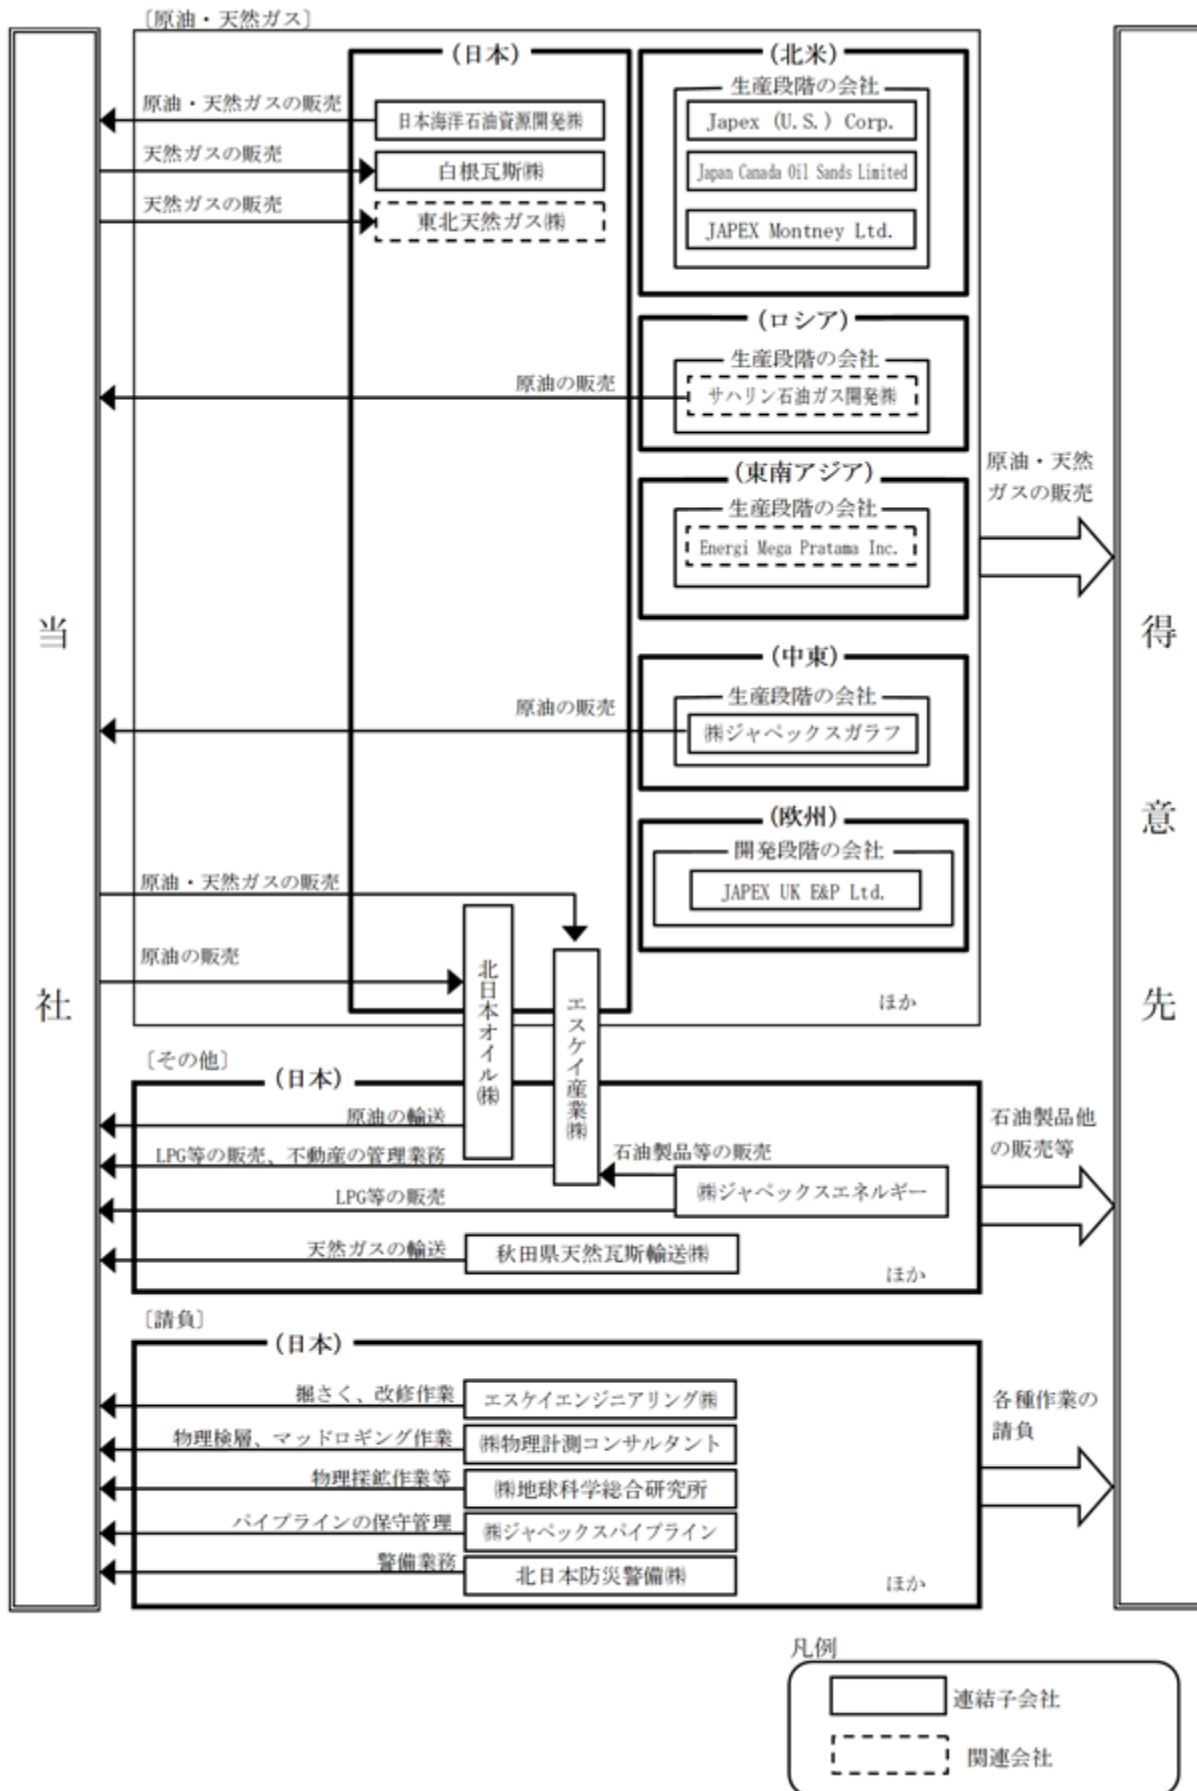 〔原油・天然ガス〕
(日本)
原油・天然ガスの販売
日本海洋石油資源開発㈱
天然ガスの販売
白根瓦斯㈱
天然ガスの販売
東北天然ガス㈱
(北米)
生産段階の会社
Japex (U.S.) Corp.
Japan Canada Oil Sands Limited
JAPEX Montney Ltd.
(ロシア)
生産段階の会社
原油の販売
サハリン石油ガス開発㈱
(東南アジア)
生産段階の会社
Energi Mega Pratama Inc.
原油・天然
ガスの販売
(中東)
生産段階の会社
原油の販売
㈱ジャペックスガラフ
(欧州)
開発段階の会社
JAPEX UK E&P Ltd.
原油・天然ガスの販売
原油の販売
北日本オイル㈱
エスケイ産業㈱
ほか
当社
得意先
〔その他〕
(日本)
原油の輸送
LPG等の販売、不動産の管理業務
石油製品等の販売
㈱ジャペックスエネルギー
LPG等の販売
天然ガスの輸送
秋田県天然瓦斯輸送㈱
ほか
石油製品他
の販売等
〔請負〕
(日本)
掘さく、改修作業
エスケイエンジニアリング㈱
物理検層、マッドロギング作業
㈱物理計測コンサルタント
物理探鉱作業等
㈱地球科学総合研究所
パイプラインの保守管理
㈱ジャペックスパイプライン
警備業務
北日本防災警備㈱
ほか
各種作業の
請負
凡例
連結子会社
関連会社